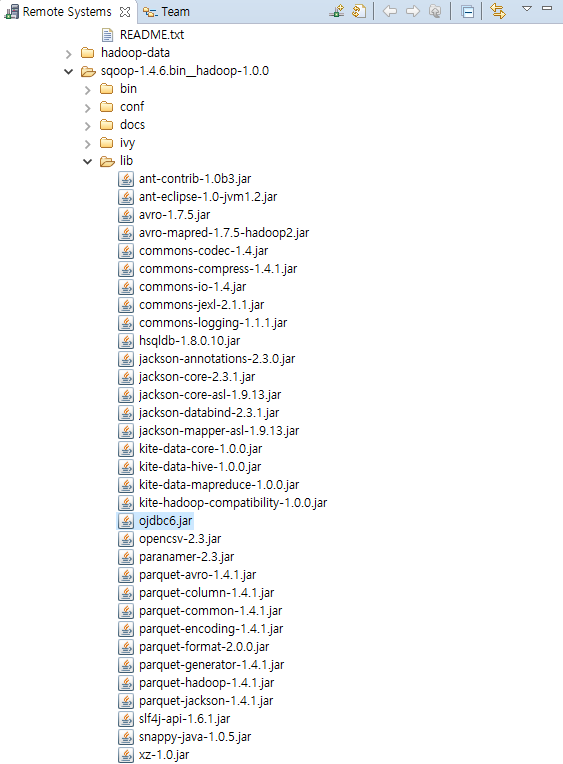 Remote Systems
Team
README.txt
hadoop-data
sqoop-1.4.6.bin__hadoop-1.0.0
bin
conf
docs
ivy
lib
ant-contrib-1.0b3.jar
ant-eclipse-1.0-jvm1.2.jar
avro-1.7.5.jar
avro-mapred-1.7.5-hadoop2.jar
commons-codec-1.4.jar
commons-compress-1.4.1.jar
commons-io-1.4.jar
commons-jexl-2.1.1.jar
commons-logging-1.1.1.jar
hsqldb-1.8.0.10.jar
jackson-annotations-2.3.0.jar
jackson-core-2.3.1.jar
jackson-core-asl-1.9.13.jar
jackson-databind-2.3.1.jar
jackson-mapper-asl-1.9.13.jar
kite-data-core-1.0.0.jar
kite-data-hive-1.0.0.jar
kite-data-mapreduce-1.0.0.jar
kite-hadoop-compatibility-1.0.0.jar
ojdbc6.jar
opencsv-2.3.jar
paranamer-2.3.jar
parquet-avro-1.4.1.jar
parquet-column-1.4.1.jar
parquet-common-1.4.1.jar
parquet-encoding-1.4.1.jar
parquet-format-2.0.0.jar
parquet-generator-1.4.1.jar
parquet-hadoop-1.4.1.jar
parquet-jackson-1.4.1.jar
slf4j-api-1.6.1.jar
snappy-java-1.0.5.jar
xz-1.0.jar